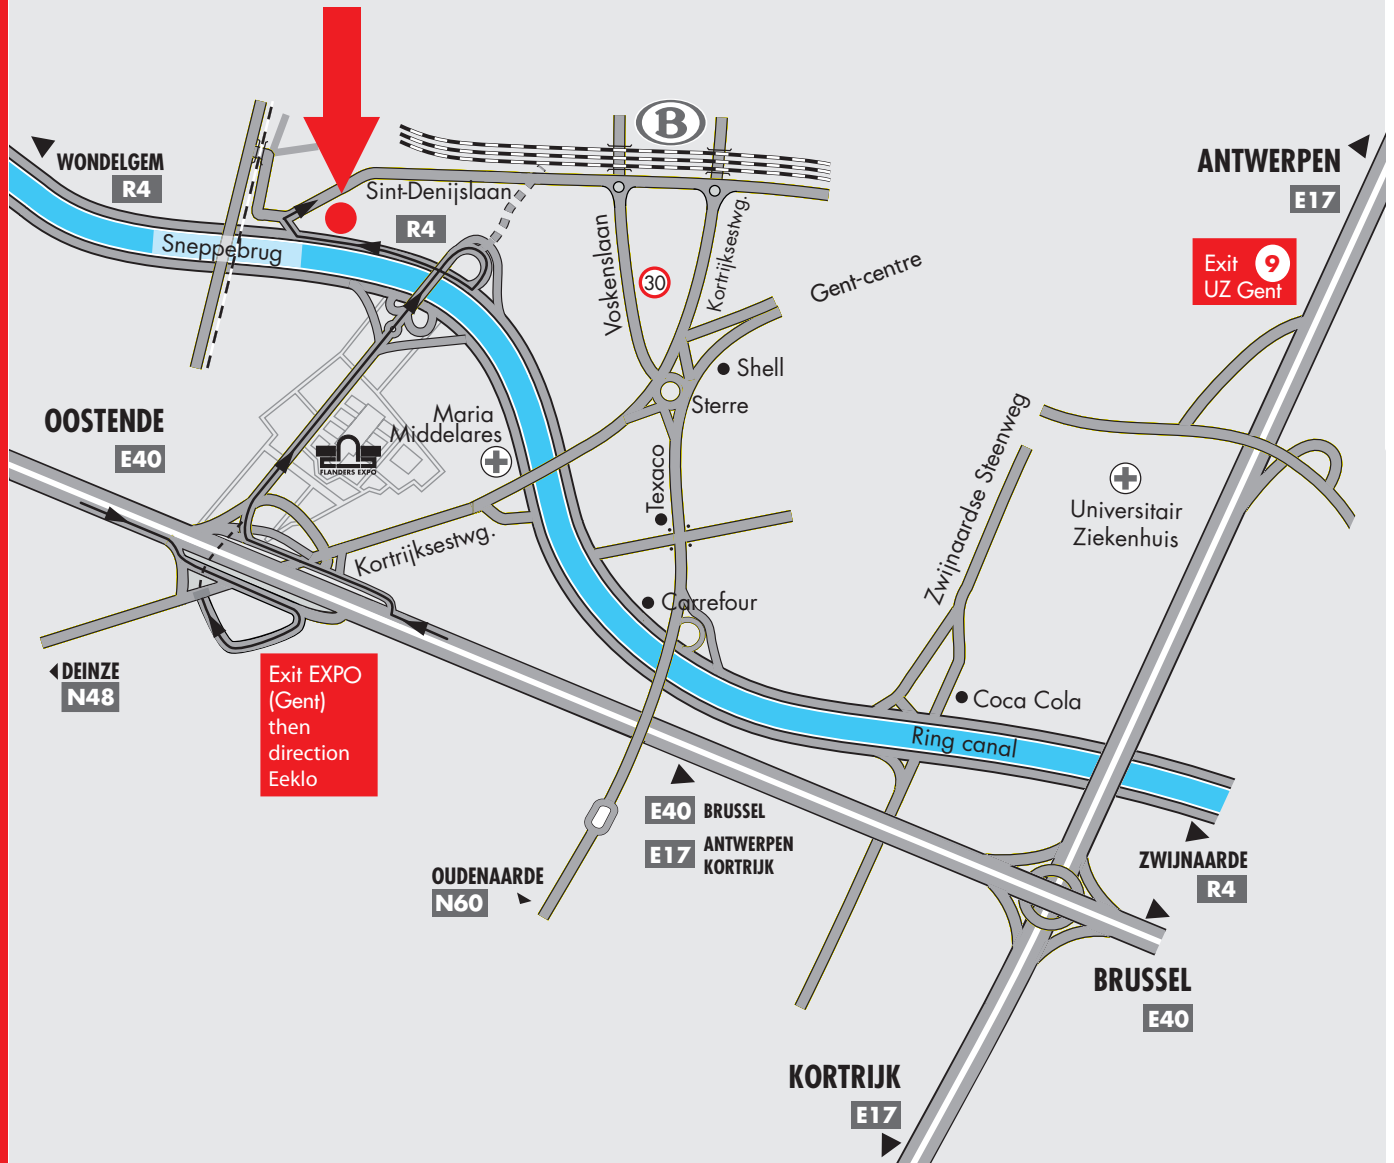 B
WONDELGEM
R4
ANTWERPEN
E17
Sint-Denijslaan
R4
Sneppebrug
Voskenslaan
30
Kortrijksestwg.
Gent-centre
Exit 9
UZ Gent
Shell
Sterre
OOSTENDE
E40
Maria
Middelares
FLANDERS EXPO
Texaco
Zwijnaardse Steenweg
Universitair
Ziekenhuis
Kortrijksestwg.
Carrefour
DEINZE
N48
Exit EXPO
(Gent)
then
direction
Eeklo
Coca Cola
Ring canal
E40 BRUSSEL
E17 ANTWERPEN
KORTRIJK
OUDENAARDE
N60
ZWIJNAARDE
R4
BRUSSEL
E40
KORTRIJK
E17